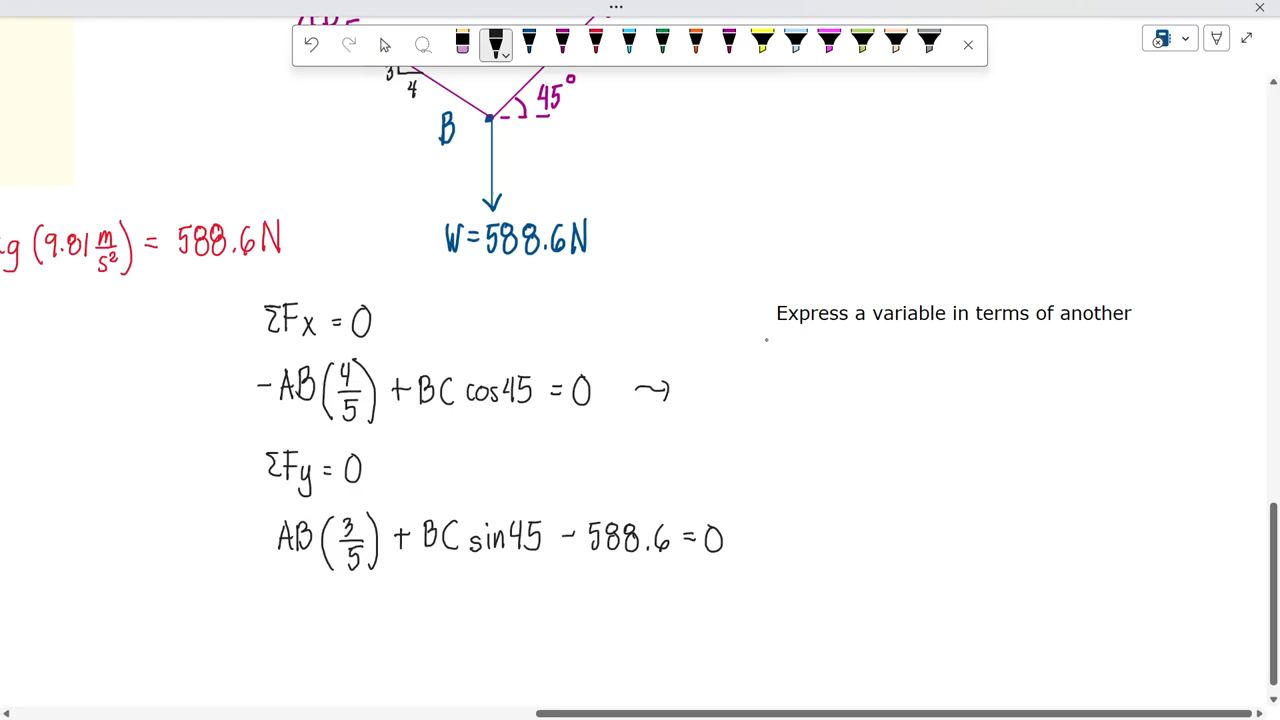 3
4
45°
B
g (9.81 m/s²) = 588.6N
W=588.6N
ΣFx = 0
Express a variable in terms of another
-AB(4/5) + BC cos45 = 0 ⤳
ΣFy = 0
AB(3/5) + BC sin45 - 588.6 = 0